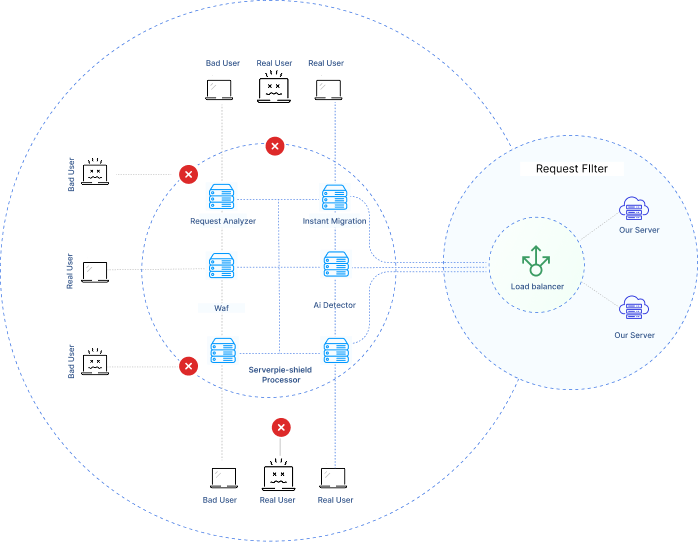 Bad User
Real User
Real User
Bad User
Request FIlter
Request Analyzer
Instant Migration
Our Server
Real User
Load balancer
Waf
Ai Detector
Our Server
Bad User
Serverpie-shield
Processor
Bad User
Real User
Real User